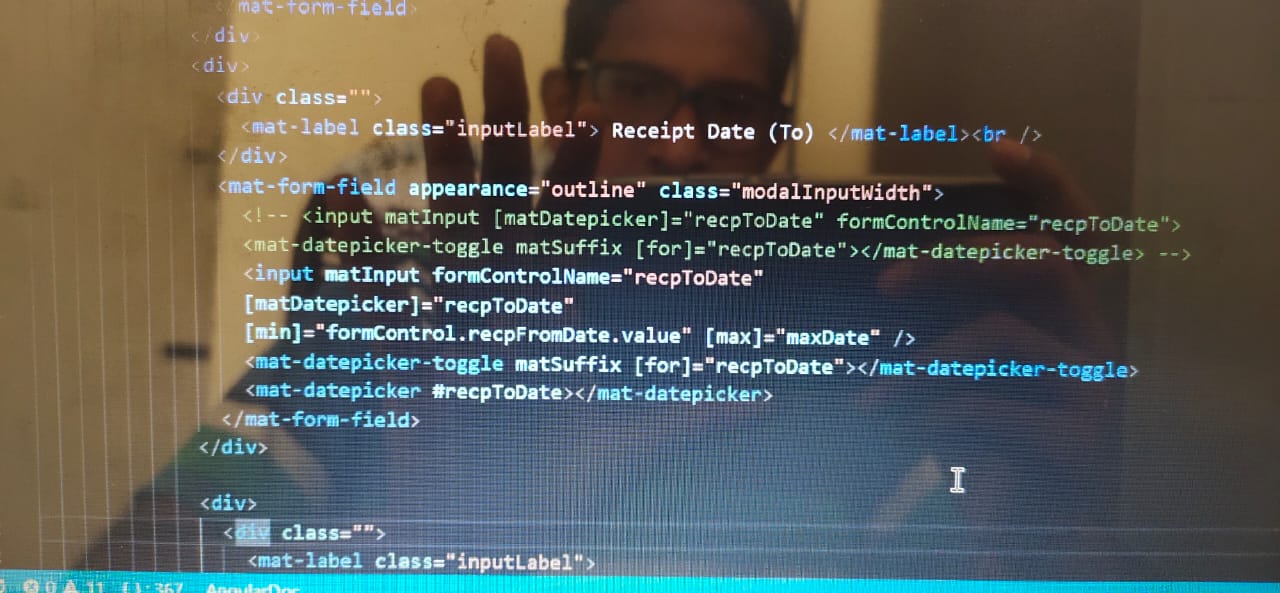 </mat-form-field>
</div>
<div>
<div class="">
<mat-label class="inputLabel"> Receipt Date (To) </mat-label><br />
</div>
<mat-form-field appearance="outline" class="modalInputWidth">
<!-- <input matInput [matDatepicker]="recpToDate" formControlName="recpToDate">
<mat-datepicker-toggle matSuffix [for]="recpToDate"></mat-datepicker-toggle> -->
<input matInput formControlName="recpToDate"
[matDatepicker]="recpToDate"
[min]="formControl.recpFromDate.value" [max]="maxDate" />
<mat-datepicker-toggle matSuffix [for]="recpToDate"></mat-datepicker-toggle>
<mat-datepicker #recpToDate></mat-datepicker>
</mat-form-field>
</div>
<div>
<div class="">
<mat-label class="inputLabel">
0 11 {}: 367 AngularDoc